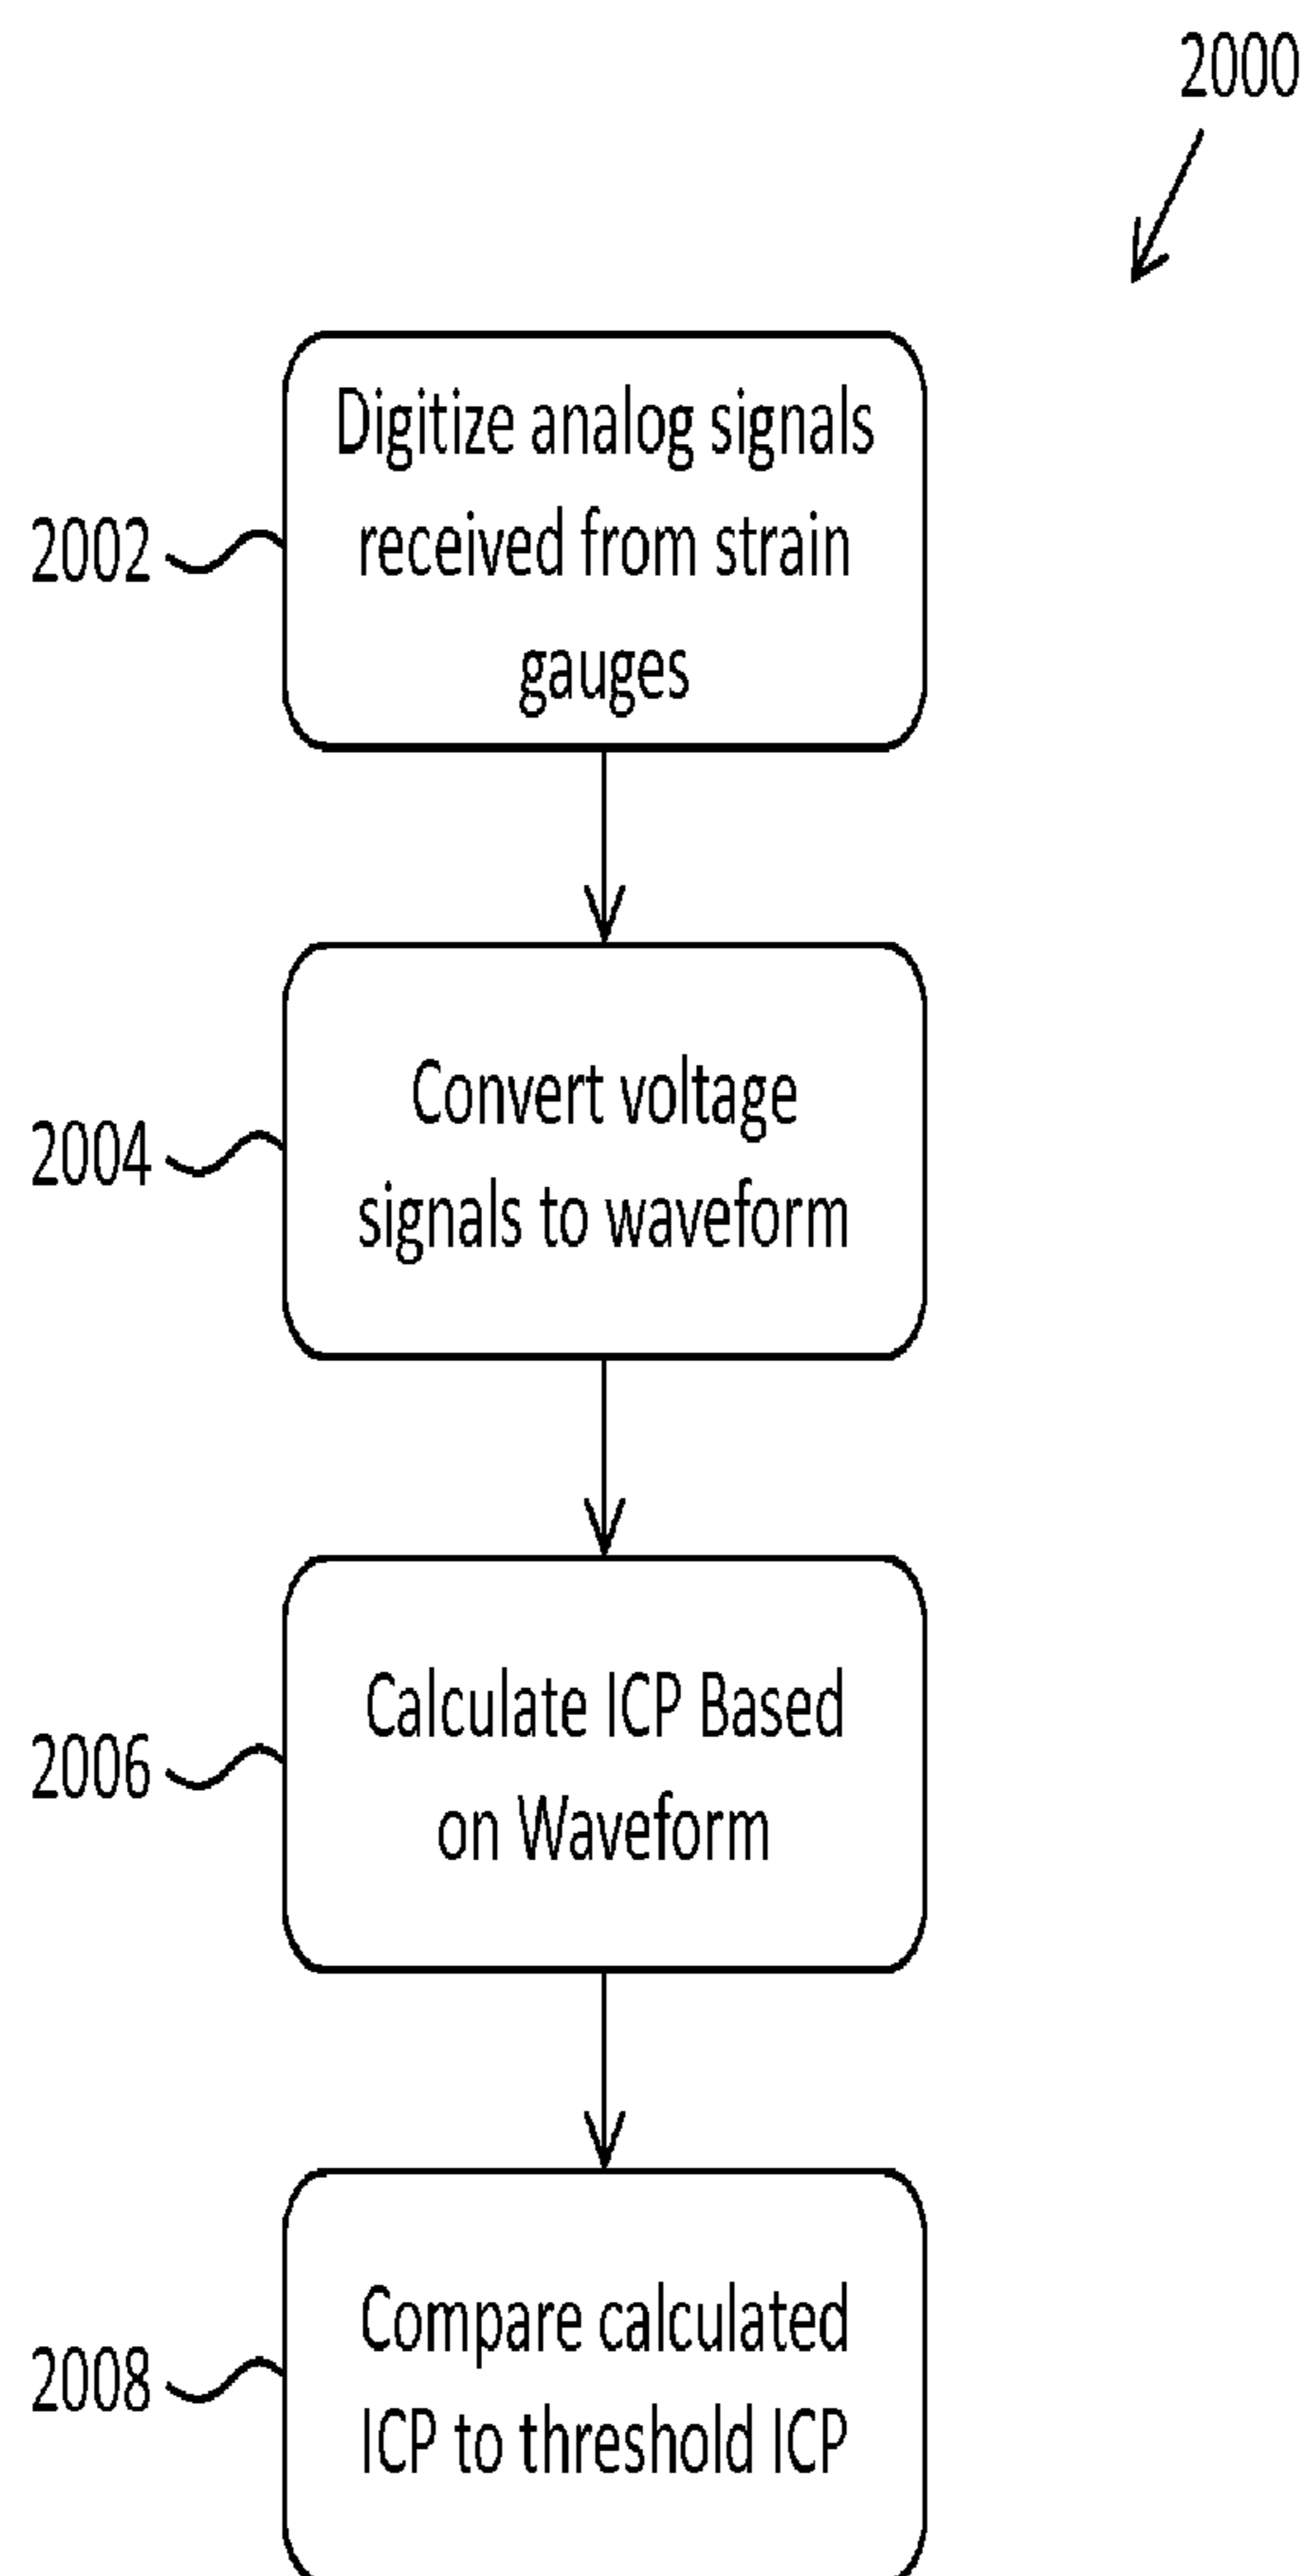 2000
Digitize analog signals
received from strain
gauges
2002
Convert voltage
signals to waveform
2004
Calculate ICP Based
on Waveform
2006
Compare calculated
ICP to threshold ICP
2008